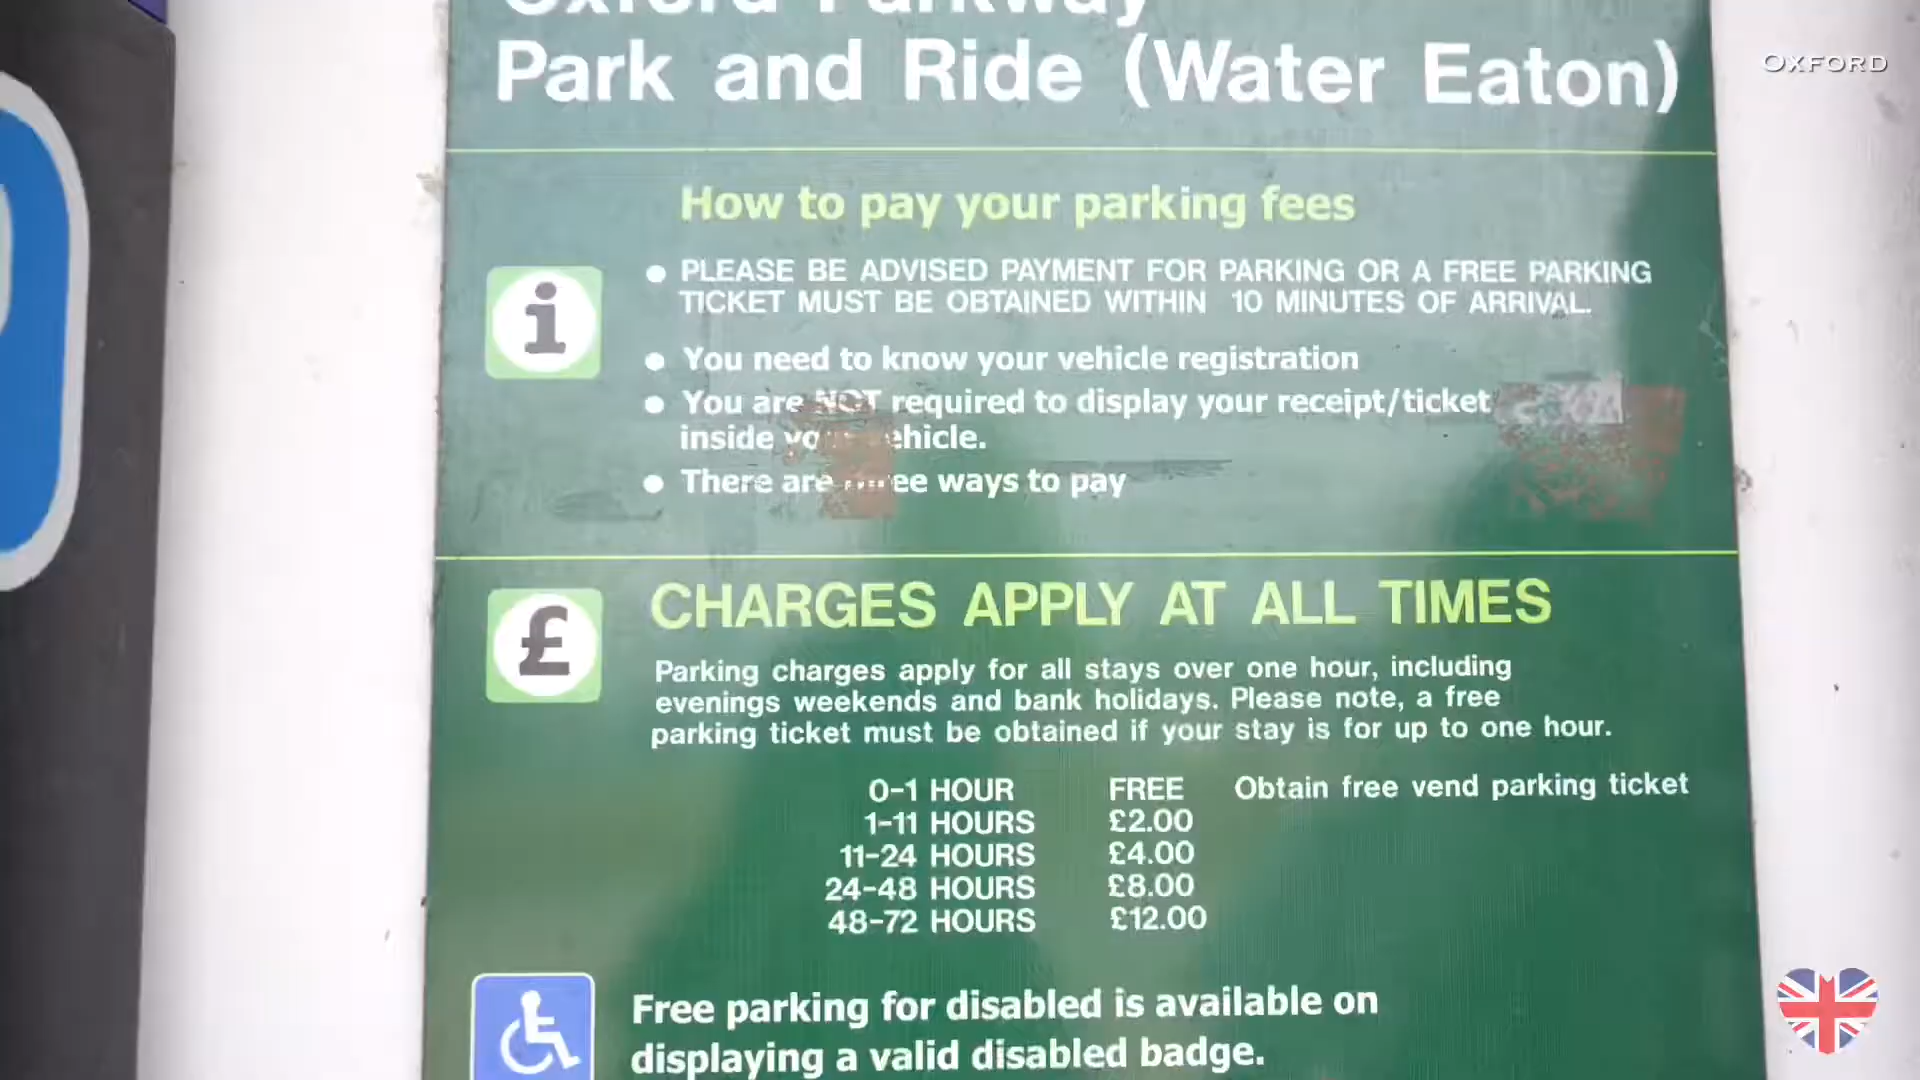 Oxford Parkway
Park and Ride (Water Eaton)
OXFORD
How to pay your parking fees
i
● PLEASE BE ADVISED PAYMENT FOR PARKING OR A FREE PARKING
TICKET MUST BE OBTAINED WITHIN 10 MINUTES OF ARRIVAL.
● You need to know your vehicle registration
● You are NOT required to display your receipt/ticket
inside your vehicle.
● There are three ways to pay
£
CHARGES APPLY AT ALL TIMES
Parking charges apply for all stays over one hour, including
evenings weekends and bank holidays. Please note, a free
parking ticket must be obtained if your stay is for up to one hour.
0-1 HOUR FREE Obtain free vend parking ticket
1-11 HOURS £2.00
11-24 HOURS £4.00
24-48 HOURS £8.00
48-72 HOURS £12.00
Free parking for disabled is available on
displaying a valid disabled badge.